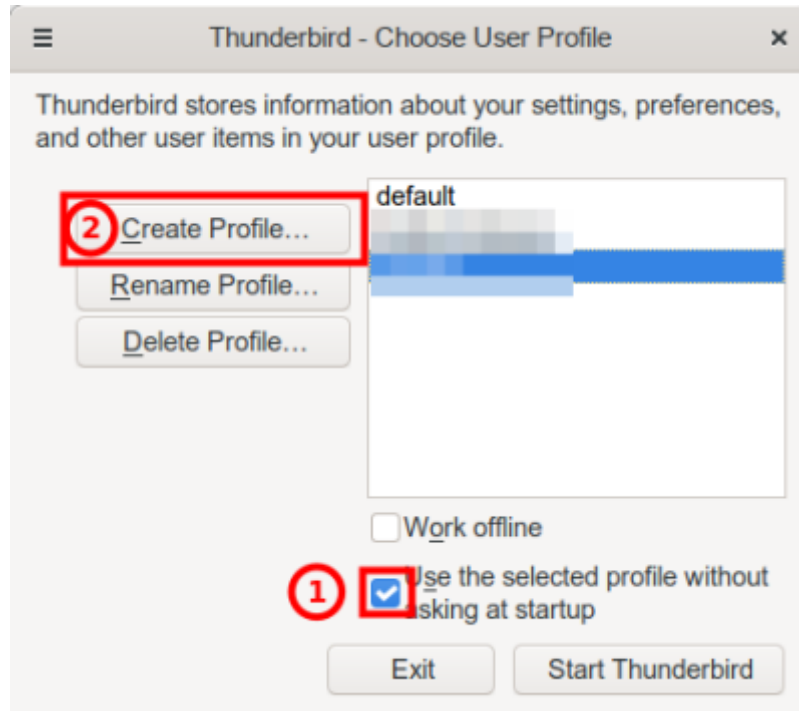 ☰ Thunderbird - Choose User Profile ×
Thunderbird stores information about your settings, preferences,
and other user items in your user profile.
2 Create Profile...
Rename Profile...
Delete Profile...
default
Work offline
1 Use the selected profile without
asking at startup
Exit Start Thunderbird